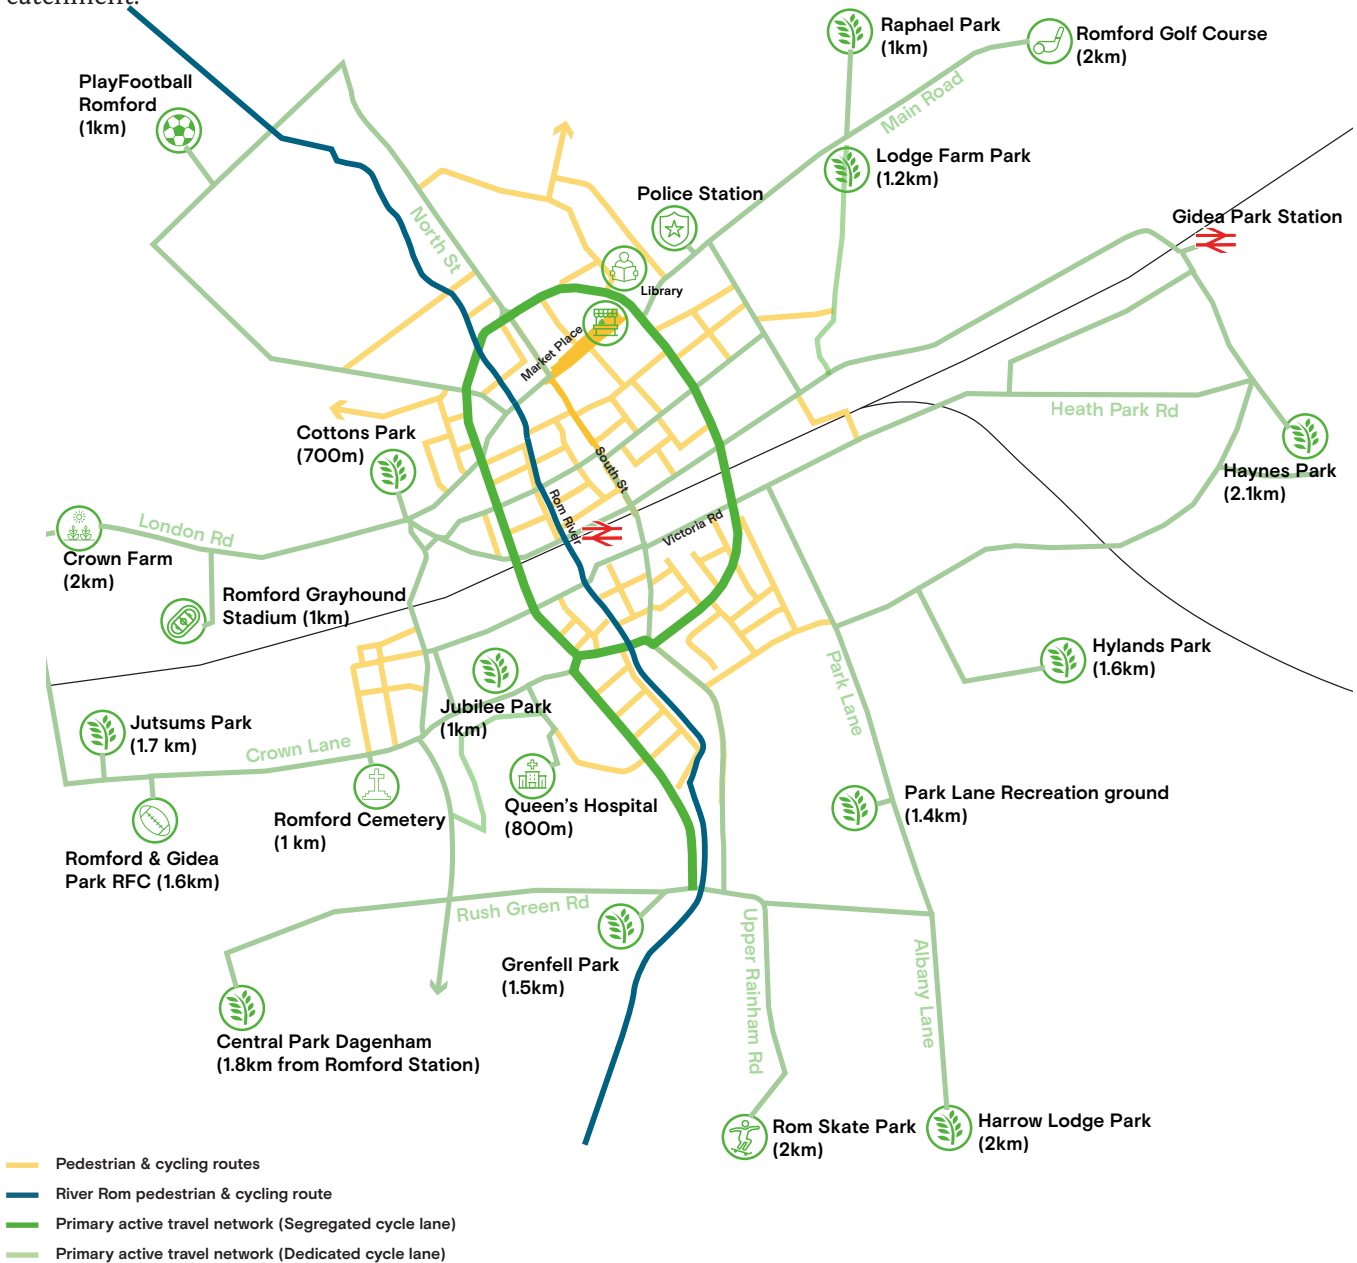 catchment.
PlayFootball
Romford
(1km)
Raphael Park
(1km)
Romford Golf Course
(2km)
Main Road
Lodge Farm Park
(1.2km)
Police Station
North St
Gidea Park Station
Library
Market Place
Heath Park Rd
Cottons Park
(700m)
South St
Haynes Park
(2.1km)
Rom River
Victoria Rd
London Rd
Crown Farm
(2km)
Romford Grayhound
Stadium (1km)
Hylands Park
(1.6km)
Park Lane
Jubilee Park
(1km)
Jutsums Park
(1.7 km)
Crown Lane
Queen's Hospital
(800m)
Park Lane Recreation ground
(1.4km)
Romford Cemetery
(1 km)
Romford & Gidea
Park RFC (1.6km)
Rush Green Rd
Upper Rainham Rd
Albany Lane
Grenfell Park
(1.5km)
Central Park Dagenham
(1.8km from Romford Station)
Rom Skate Park
(2km)
Harrow Lodge Park
(2km)
Pedestrian & cycling routes
River Rom pedestrian & cycling route
Primary active travel network (Segregated cycle lane)
Primary active travel network (Dedicated cycle lane)